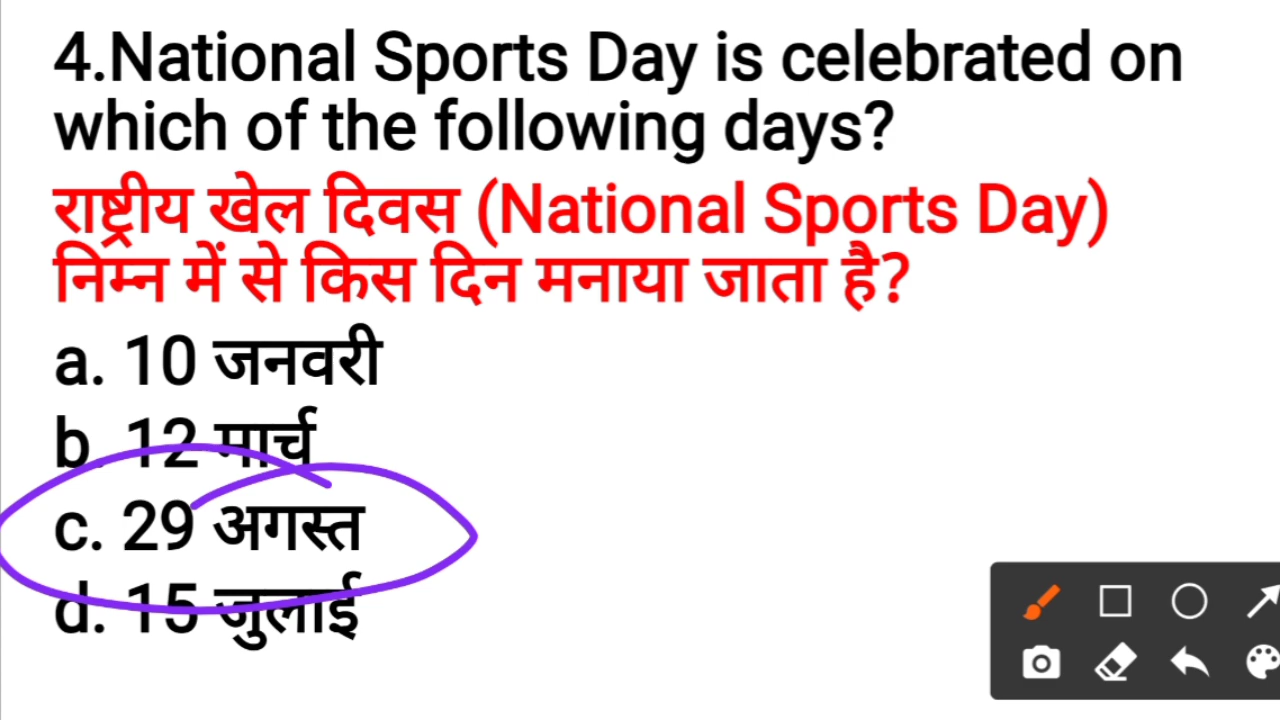 4.National Sports Day is celebrated on
which of the following days?
राष्ट्रीय खेल दिवस (National Sports Day)
निम्न में से किस दिन मनाया जाता है?
a. 10 जनवरी
b. 12 मार्च
c. 29 अगस्त
d. 15 जुलाई